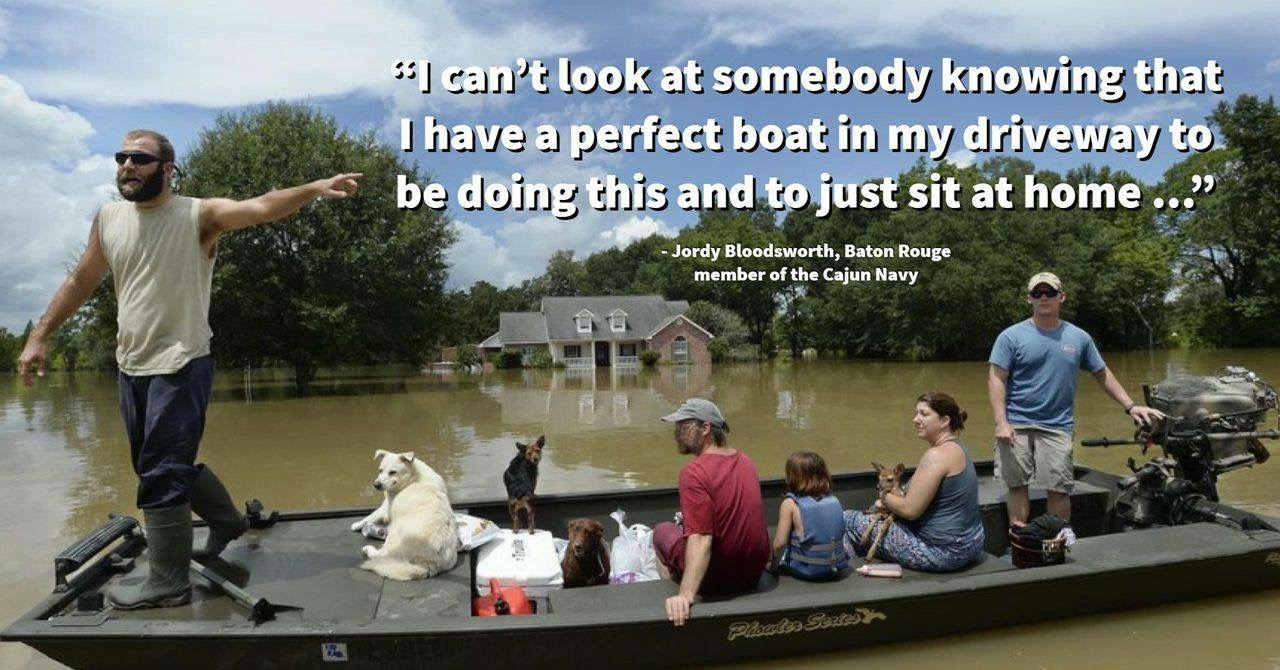 “I can’t look at somebody knowing that
I have a perfect boat in my driveway to
be doing this and to just sit at home ...”
- Jordy Bloodsworth, Baton Rouge
member of the Cajun Navy
Phowler Series